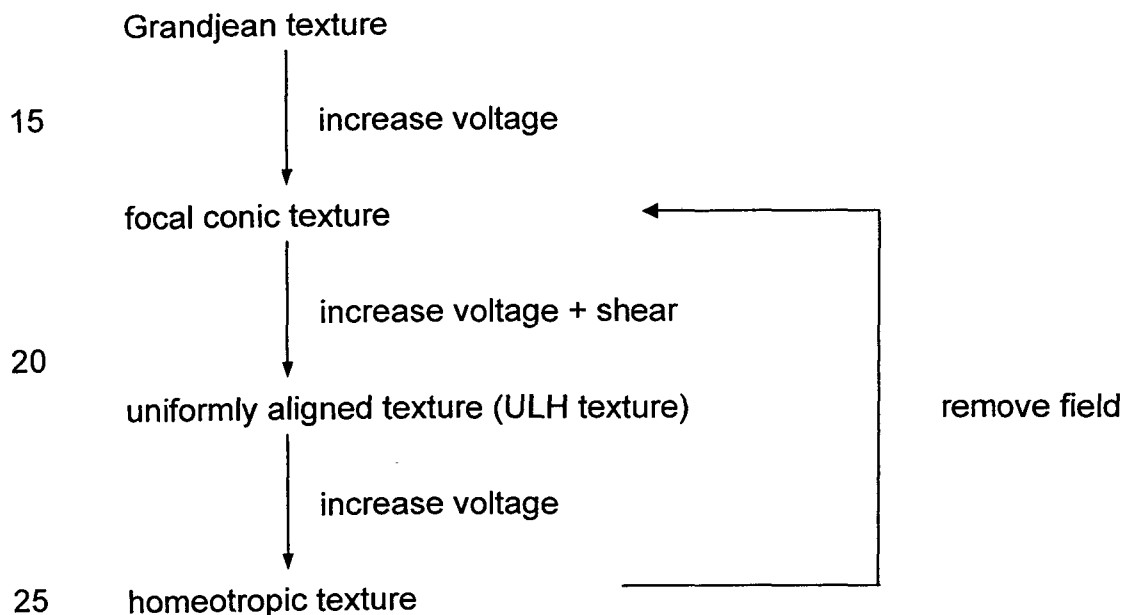 Grandjean texture
15 increase voltage
focal conic texture
increase voltage + shear
20
uniformly aligned texture (ULH texture) remove field
increase voltage
25 homeotropic texture